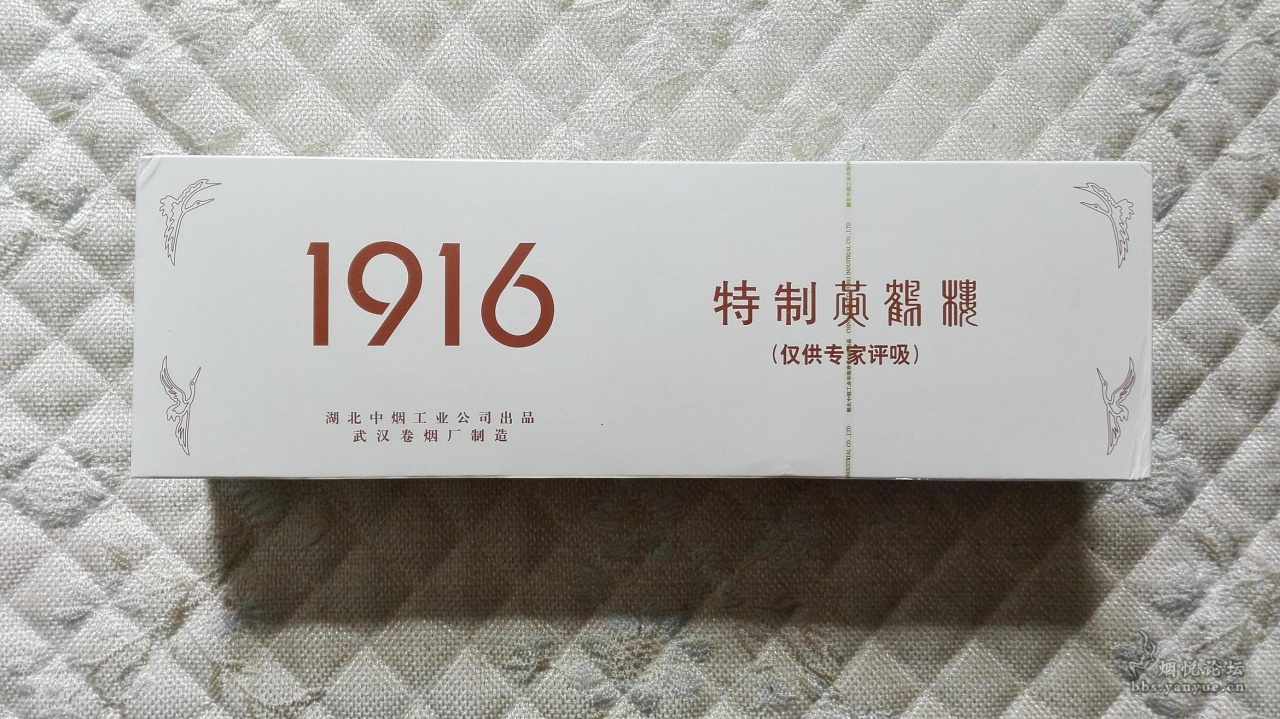 1916
湖北中烟工业公司出品
武汉卷烟厂制造
特制黄鹤楼
(仅供专家评吸)
烟悦论坛
bbs.yanyue.cn